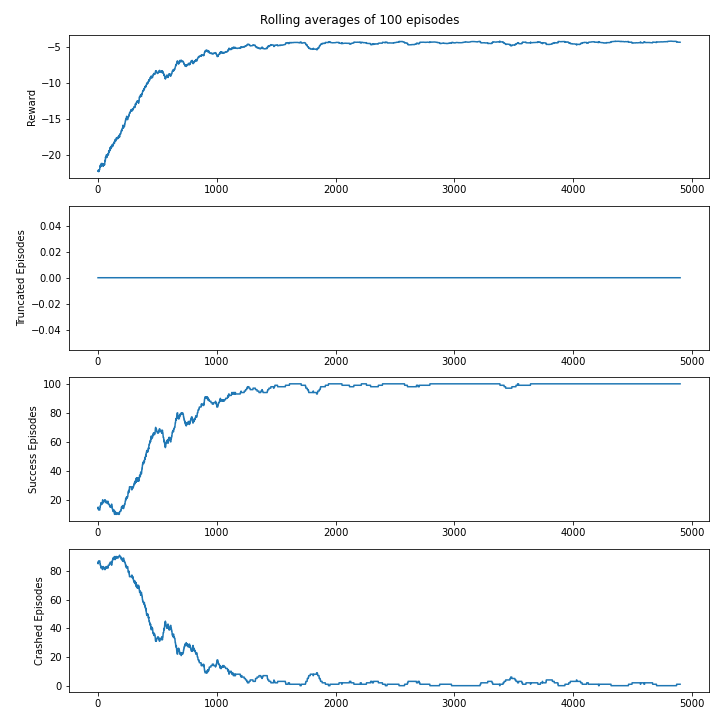 Rolling averages of 100 episodes
Reward
−5
−10
−15
−20
0 1000 2000 3000 4000 5000
Truncated Episodes
0.04
0.02
0.00
−0.02
−0.04
0 1000 2000 3000 4000 5000
Success Episodes
100
80
60
40
20
0 1000 2000 3000 4000 5000
Crashed Episodes
80
60
40
20
0
0 1000 2000 3000 4000 5000